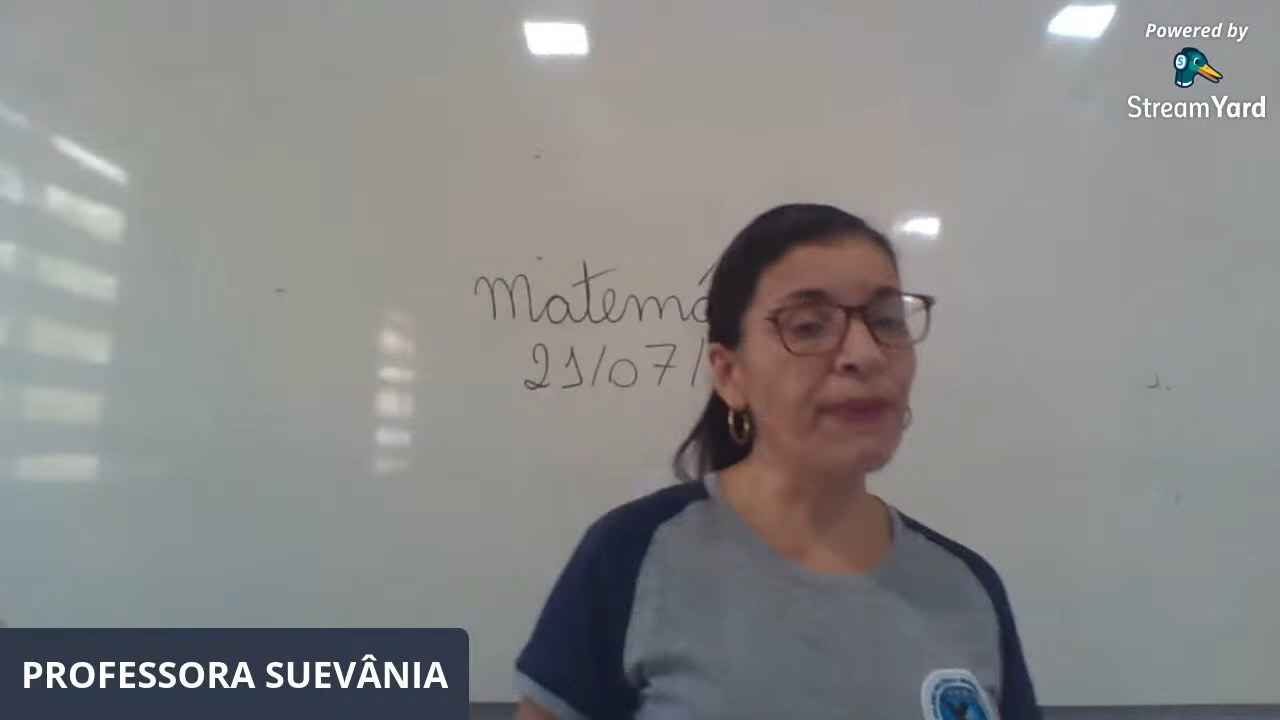 Powered by
StreamYard
Matemá
21/07/
PROFESSORA SUEVÂNIA